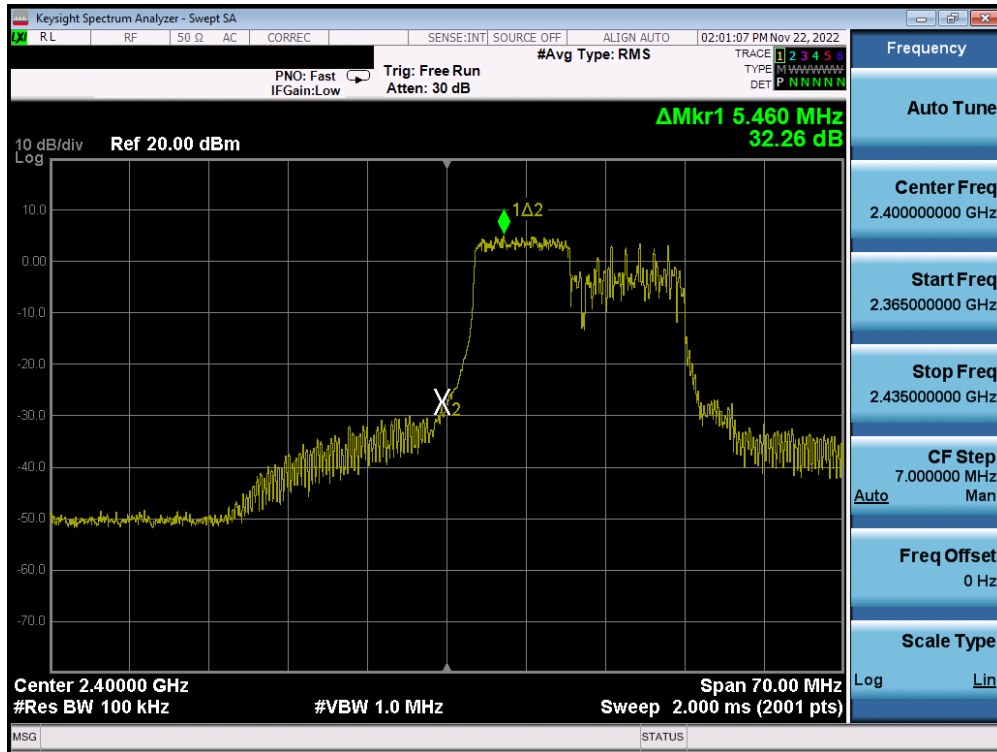 Keysight Spectrum Analyzer - Swept SA
LXI RL RF 50 Ω AC CORREC SENSE:INT SOURCE OFF ALIGN AUTO 02:01:07 PM Nov 22, 2022
#Avg Type: RMS
TRACE 1 2 3 4 5 6
PNO: Fast Trig: Free Run TYPE M W W W W W
IFGain:Low Atten: 30 dB DET P N N N N N
ΔMkr1 5.460 MHz
32.26 dB
10 dB/div Ref 20.00 dBm
Log
10.0
1Δ2
0.00
-10.0
-20.0
-30.0
X2
-40.0
-50.0
-60.0
-70.0
Center 2.40000 GHz Span 70.00 MHz
#Res BW 100 kHz #VBW 1.0 MHz Sweep 2.000 ms (2001 pts)
MSG STATUS
Frequency
Auto Tune
Center Freq
2.400000000 GHz
Start Freq
2.365000000 GHz
Stop Freq
2.435000000 GHz
CF Step
7.000000 MHz
Auto Man
Freq Offset
0 Hz
Scale Type
Log Lin